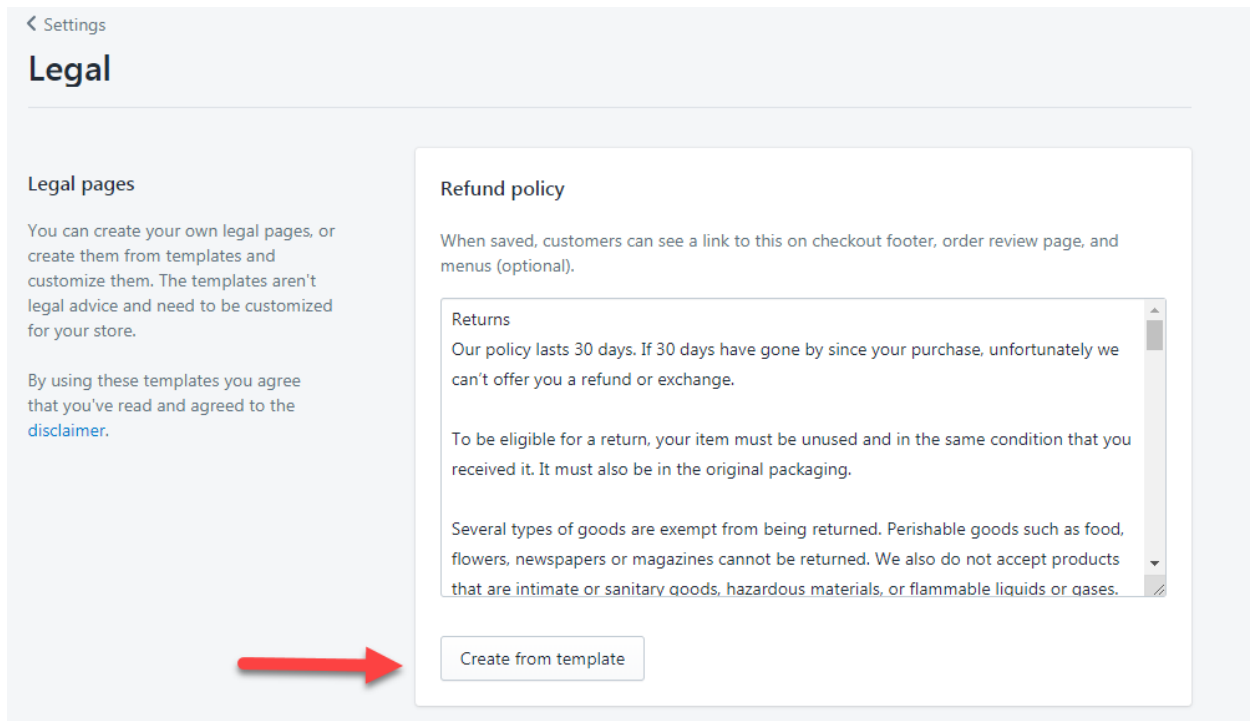 Settings
Legal
Legal pages
You can create your own legal pages, or
create them from templates and
customize them. The templates aren't
legal advice and need to be customized
for your store.
By using these templates you agree
that you've read and agreed to the
disclaimer.
Refund policy
When saved, customers can see a link to this on checkout footer, order review page, and
menus (optional).
Returns
Our policy lasts 30 days. If 30 days have gone by since your purchase, unfortunately we
can’t offer you a refund or exchange.
To be eligible for a return, your item must be unused and in the same condition that you
received it. It must also be in the original packaging.
Several types of goods are exempt from being returned. Perishable goods such as food,
flowers, newspapers or magazines cannot be returned. We also do not accept products
that are intimate or sanitary goods, hazardous materials, or flammable liquids or gases.
Create from template